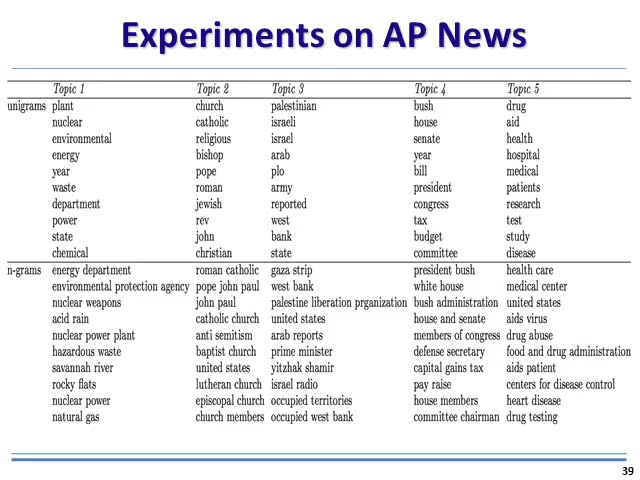 Experiments on AP News
Topic 1 Topic 2 Topic 3 Topic 4 Topic 5
unigrams plant church palestinian bush drug
nuclear catholic israeli house aid
environmental religious israel senate health
energy bishop arab year hospital
year pope plo bill medical
waste roman army president patients
department jewish reported congress research
power rev west tax test
state john bank budget study
chemical christian state committee disease
n-grams energy department roman catholic gaza strip president bush health care
environmental protection agency pope john paul west bank white house medical center
nuclear weapons john paul palestine liberation prganization bush administration united states
acid rain catholic church united states house and senate aids virus
nuclear power plant anti semitism arab reports members of congress drug abuse
hazardous waste baptist church prime minister defense secretary food and drug administration
savannah river united states yitzhak shamir capital gains tax aids patient
rocky flats lutheran church israel radio pay raise centers for disease control
nuclear power episcopal church occupied territories house members heart disease
natural gas church members occupied west bank committee chairman drug testing
39